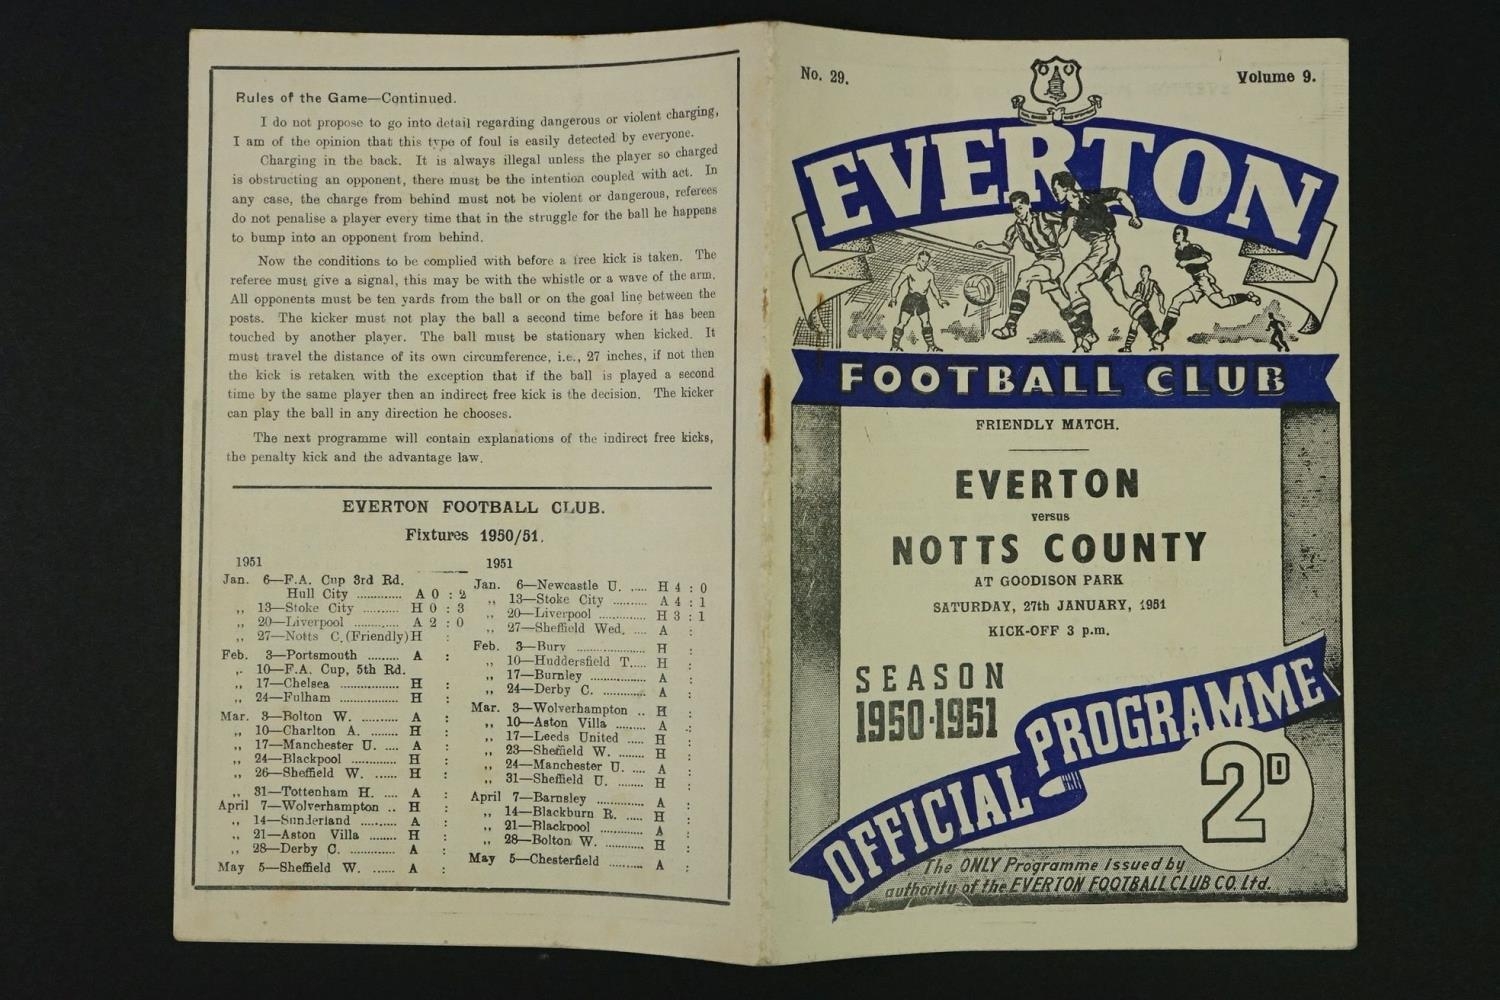 Rules of the Game—Continued.
I do not propose to go into detail regarding dangerous or violent charging,
I am of the opinion that this type of foul is easily detected by everyone.
Charging in the back. It is always illegal unless the player so charged
is obstructing an opponent, there must be the intention coupled with act. In
any case, the charge from behind must not be violent or dangerous, referees
do not penalise a player every time that in the struggle for the ball he happens
to bump into an opponent from behind.
Now the conditions to be complied with before a free kick is taken. The
referee must give a signal, this may be with the whistle or a wave of the arm.
All opponents must be ten yards from the ball or on the goal line between the
posts. The kicker must not play the ball a second time before it has been
touched by another player. The ball must be stationary when kicked. It
must travel the distance of its own circumference, i.e., 27 inches, if not then
the kick is retaken with the exception that if the ball is played a second
time by the same player then an indirect free kick is the decision. The kicker
can play the ball in any direction he chooses.
The next programme will contain explanations of the indirect free kicks,
the penalty kick and the advantage law.
EVERTON FOOTBALL CLUB.
Fixtures 1950/51.
1951
Jan. 6—F.A. Cup 3rd Rd.
Hull City ............ A 0 : 2
,, 13—Stoke City ......... H 0 : 3
,, 20—Liverpool ........... A 2 : 0
,, 27—Notts C.(Friendly) H :
Feb. 3—Portsmouth ......... A :
,, 10—F.A. Cup, 5th Rd.
,, 17—Chelsea ............... H :
,, 24—Fulham ............... H :
Mar. 3—Bolton W. .......... A :
,, 10—Charlton A. ........ H :
,, 17—Manchester U. .... A :
,, 24—Blackpool ............ H :
,, 26—Sheffield W. ...... H :
,, 31—Tottenham H. .... A :
April 7—Wolverhampton .. H :
,, 14—Sunderland .......... A :
,, 21—Aston Villa ........ H :
,, 28—Derby C. ............ A :
May 5—Sheffield W. ...... A :
1951
Jan. 6—Newcastle U. ..... H 4 : 0
,, 13—Stoke City ......... A 4 : 1
,, 20—Liverpool ............ H 3 : 1
,, 27—Sheffield Wed. .... A :
Feb. 3—Bury .................. H :
,, 10—Huddersfield T..... H :
,, 17—Burnley .............. A :
,, 24—Derby C. ............ A :
Mar. 3—Wolverhampton .. H :
,, 10—Aston Villa ........ A :
,, 17—Leeds United ..... H :
,, 23—Sheffield W. ........ H :
,, 24—Manchester U. .... A :
,, 31—Sheffield U. ........ H :
April 7—Barnsley ............. A :
,, 14—Blackburn R. ..... H :
,, 21—Blackpool ............ A :
,, 28—Bolton W. ........... H :
May 5—Chesterfield ......... A :
No. 29.
Volume 9.
EVERTON
FOOTBALL CLUB
FRIENDLY MATCH.
EVERTON
versus
NOTTS COUNTY
AT GOODISON PARK
SATURDAY, 27th JANUARY, 1951
KICK-OFF 3 p.m.
SEASON
1950-1951
OFFICIAL PROGRAMME
2D
The ONLY Programme issued by
authority of the EVERTON FOOTBALL CLUB CO. Ltd.